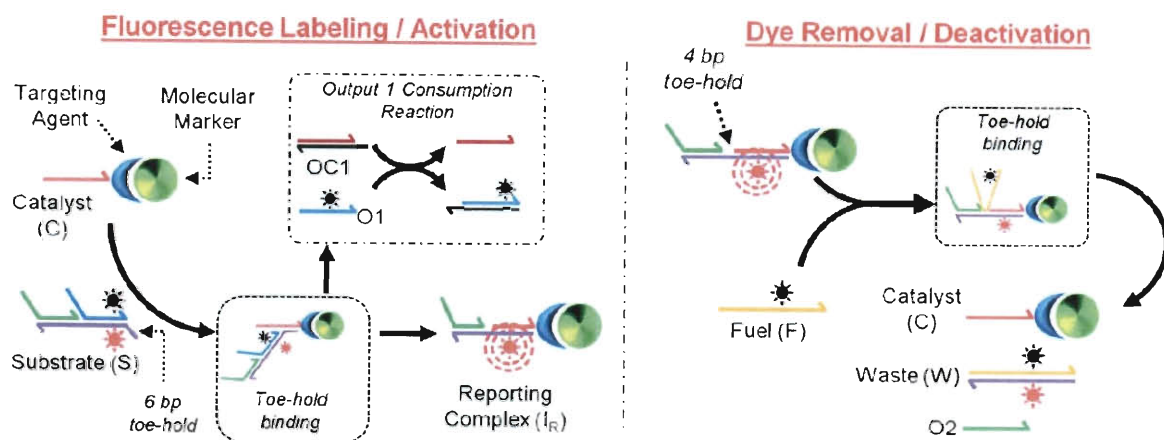 Fluorescence Labeling / Activation
Targeting
Agent
Molecular
Marker
Catalyst
(C)
Output 1 Consumption
Reaction
OC1
O1
Substrate (S)
6 bp
toe-hold
Toe-hold
binding
Reporting
Complex (IR)
Dye Removal / Deactivation
4 bp
toe-hold
Toe-hold
binding
Fuel (F)
Catalyst
(C)
Waste (W)
O2